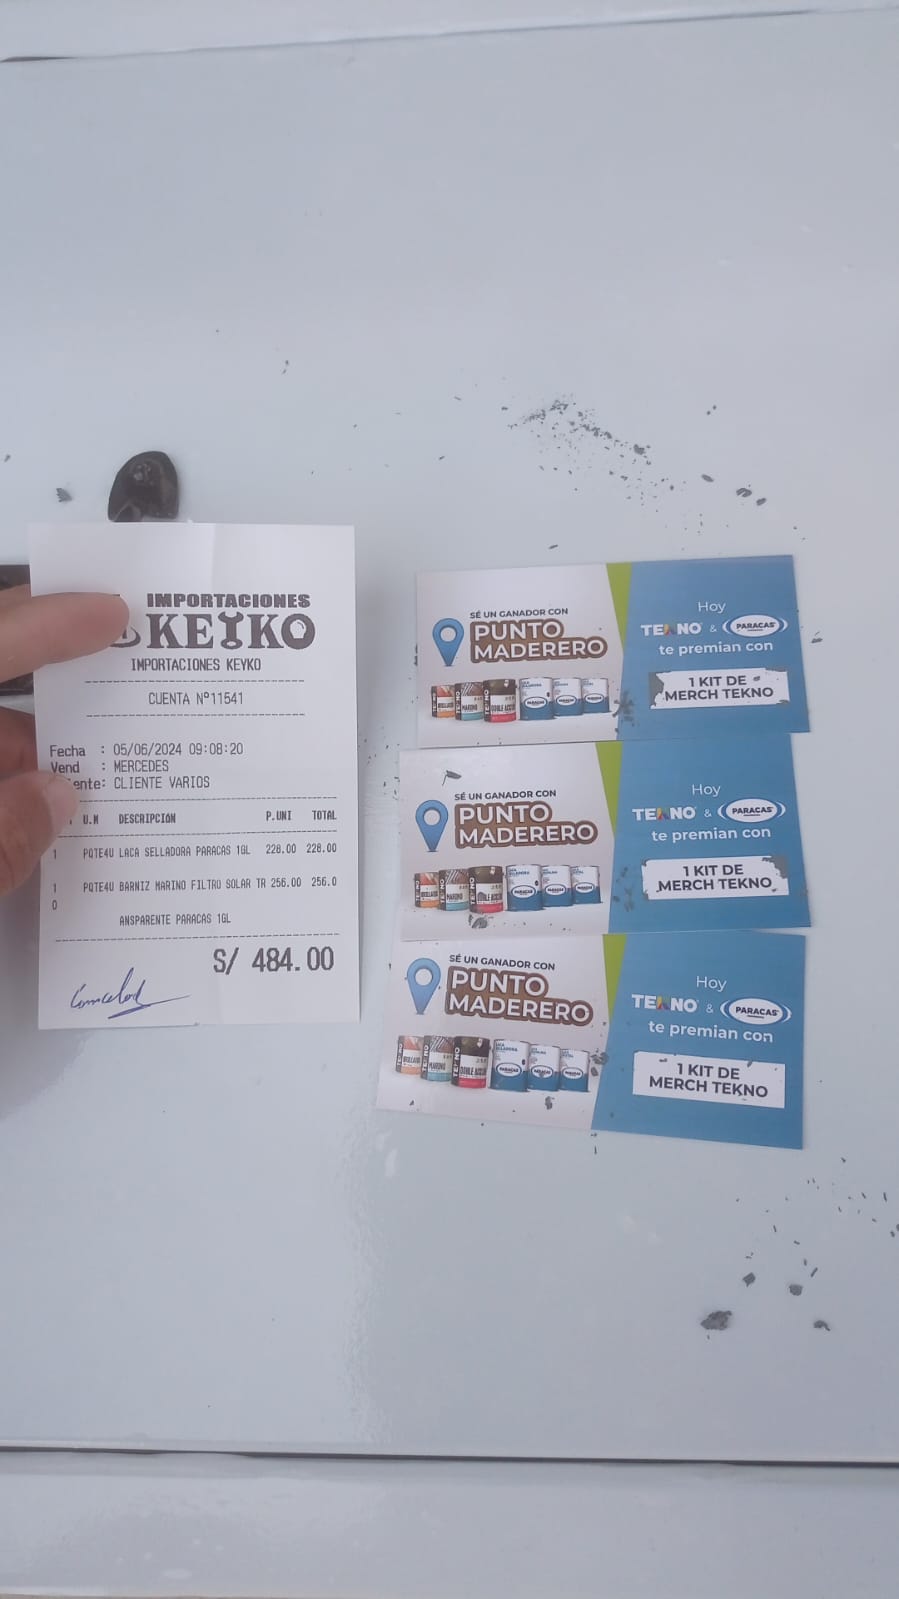 IMPORTACIONES
KEYKO
IMPORTACIONES KEYKO
CUENTA Nº11541
Fecha : 05/06/2024 09:08:20
Vend : MERCEDES
ente: CLIENTE VARIOS
U.M DESCRIPCIÓN P.UNI TOTAL
1 PQTE4U LACA SELLADORA PARACAS 1GL 228.00 228.00
1 PQTE4U BARNIZ MARINO FILTRO SOLAR TR 256.00 256.0
0
ANSPARENTE PARACAS 1GL
S/ 484.00
Cancelad
SÉ UN GANADOR CON
PUNTO
MADERERO
Hoy
TEKNO & PARACAS
te premian con
1 KIT DE
MERCH TEKNO
SÉ UN GANADOR CON
PUNTO
MADERERO
Hoy
TEKNO & PARACAS
te premian con
1 KIT DE
MERCH TEKNO
SÉ UN GANADOR CON
PUNTO
MADERERO
Hoy
TEKNO & PARACAS
te premian con
1 KIT DE
MERCH TEKNO